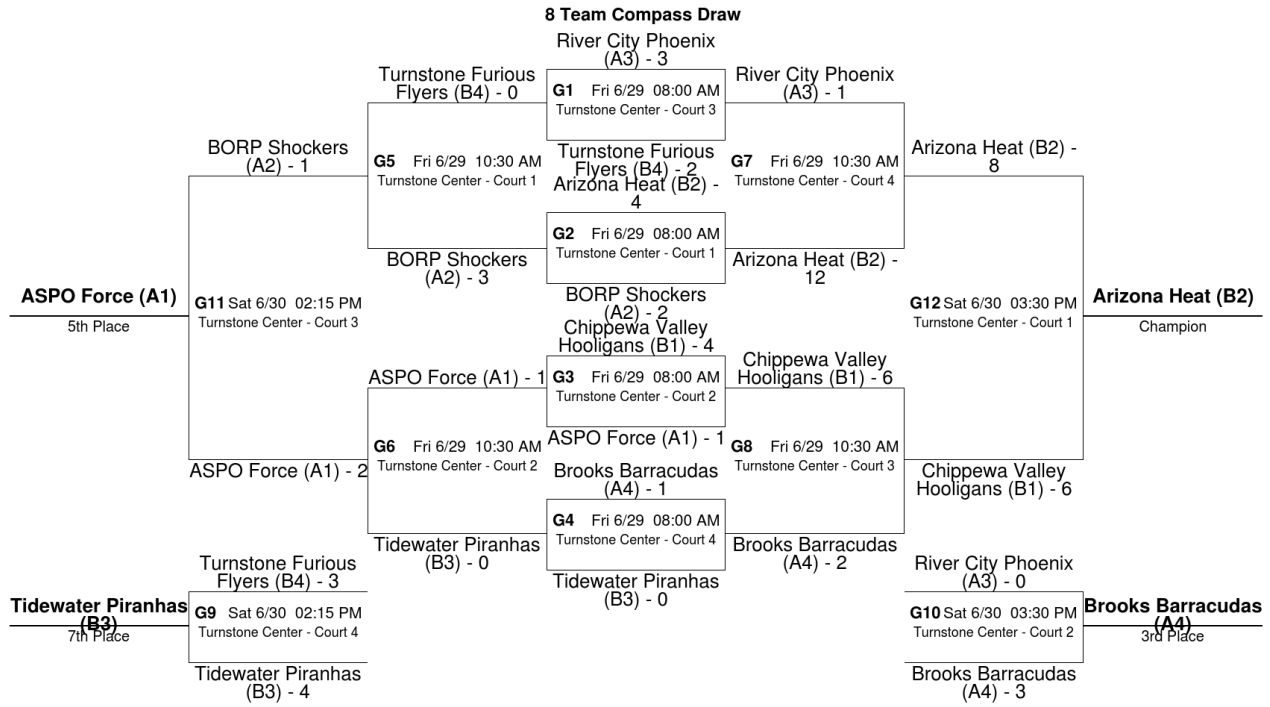 8 Team Compass Draw
River City Phoenix
(A3) - 3
G1 Fri 6/29 08:00 AM
Turnstone Center - Court 3
Turnstone Furious
Flyers (B4) - 2
Arizona Heat (B2) -
4
G2 Fri 6/29 08:00 AM
Turnstone Center - Court 1
BORP Shockers
(A2) - 2
Chippewa Valley
Hooligans (B1) - 4
G3 Fri 6/29 08:00 AM
Turnstone Center - Court 2
ASPO Force (A1) - 1
Brooks Barracudas
(A4) - 1
G4 Fri 6/29 08:00 AM
Turnstone Center - Court 4
Tidewater Piranhas
(B3) - 0
Turnstone Furious
Flyers (B4) - 0
G5 Fri 6/29 10:30 AM
Turnstone Center - Court 1
BORP Shockers
(A2) - 3
ASPO Force (A1) - 1
G6 Fri 6/29 10:30 AM
Turnstone Center - Court 2
Tidewater Piranhas
(B3) - 0
River City Phoenix
(A3) - 1
G7 Fri 6/29 10:30 AM
Turnstone Center - Court 4
Arizona Heat (B2) -
12
Chippewa Valley
Hooligans (B1) - 6
G8 Fri 6/29 10:30 AM
Turnstone Center - Court 3
Brooks Barracudas
(A4) - 2
BORP Shockers
(A2) - 1
G11 Sat 6/30 02:15 PM
Turnstone Center - Court 3
ASPO Force (A1) - 2
ASPO Force (A1)
5th Place
Arizona Heat (B2) -
8
G12 Sat 6/30 03:30 PM
Turnstone Center - Court 1
Chippewa Valley
Hooligans (B1) - 6
Arizona Heat (B2)
Champion
Turnstone Furious
Flyers (B4) - 3
G9 Sat 6/30 02:15 PM
Turnstone Center - Court 4
Tidewater Piranhas
(B3) - 4
Tidewater Piranhas
(B3)
7th Place
River City Phoenix
(A3) - 0
G10 Sat 6/30 03:30 PM
Turnstone Center - Court 2
Brooks Barracudas
(A4) - 3
Brooks Barracudas
(A4)
3rd Place